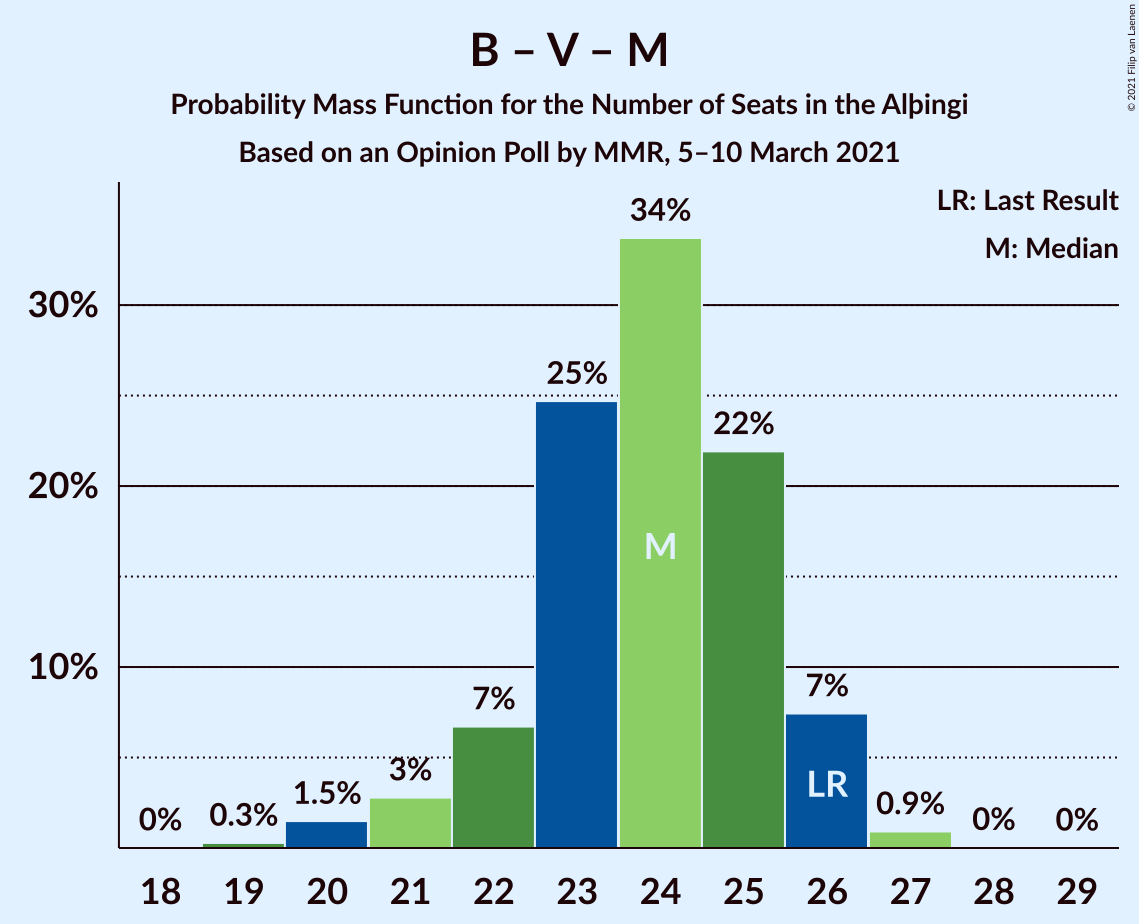 B – V – M
Probability Mass Function for the Number of Seats in the Alþingi
Based on an Opinion Poll by MMR, 5–10 March 2021
© 2021 Filip van Laenen
LR: Last Result
M: Median
34%
30%
25%
22%
20%
M
10%
7%
7%
3%
LR
1.5%
0.9%
0.3%
0%
0%
0%
18 19 20 21 22 23 24 25 26 27 28 29